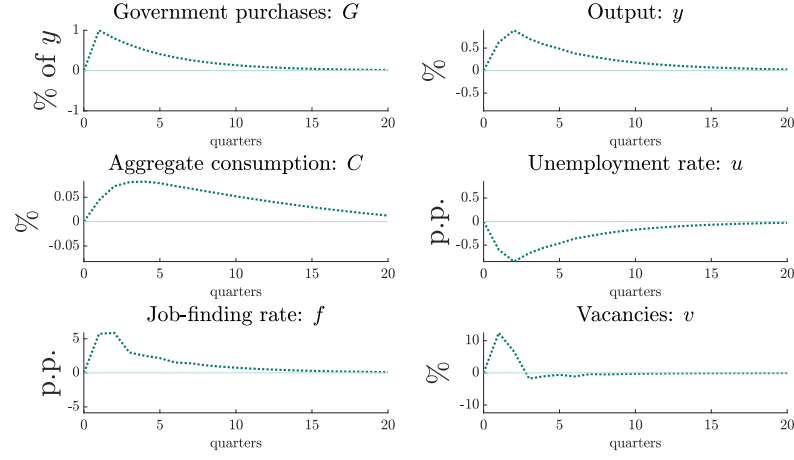 Government purchases: G
% of y
1
0
-1
0 5 10 15 20
quarters
Output: y
%
0.5
0
-0.5
0 5 10 15 20
quarters
Aggregate consumption: C
%
0.05
0
-0.05
0 5 10 15 20
quarters
Unemployment rate: u
p.p.
0.5
0
-0.5
0 5 10 15 20
quarters
Job-finding rate: f
p.p.
5
0
-5
0 5 10 15 20
quarters
Vacancies: v
%
10
0
-10
0 5 10 15 20
quarters